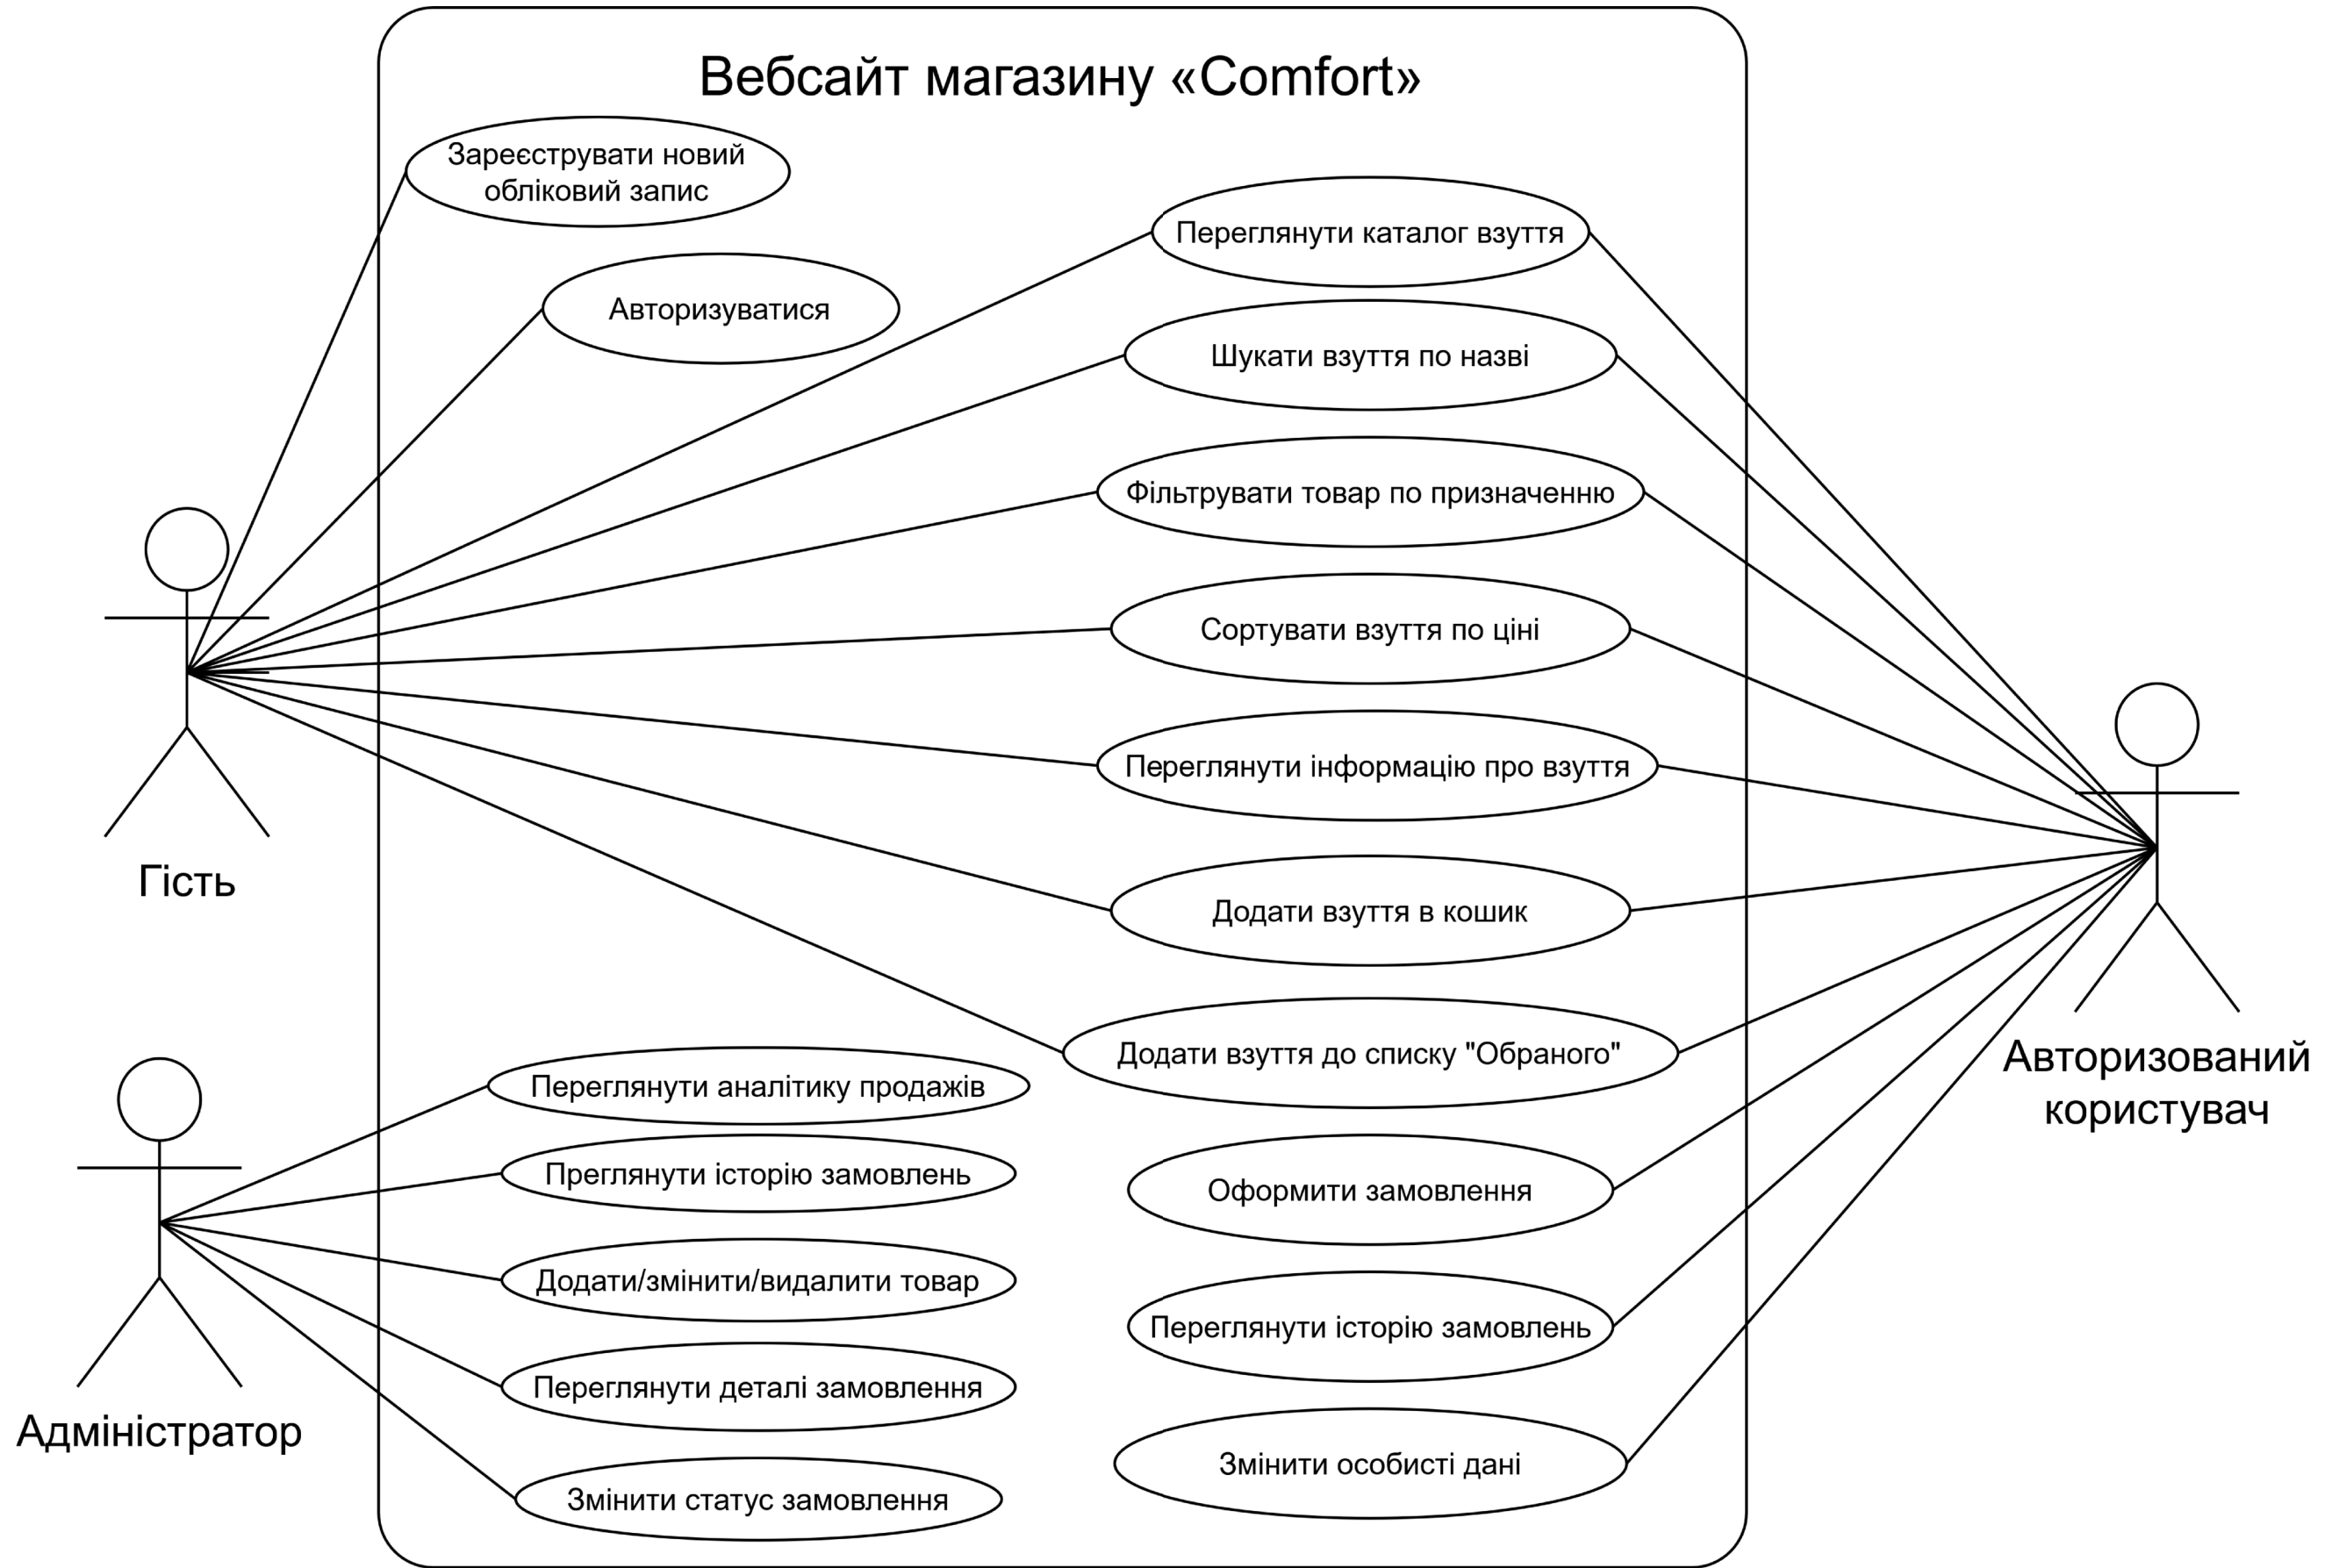 Вебсайт магазину «Comfort»
Зареєструвати новий
обліковий запис
Авторизуватися
Переглянути каталог взуття
Шукати взуття по назві
Фільтрувати товар по призначенню
Сортувати взуття по ціні
Переглянути інформацію про взуття
Додати взуття в кошик
Додати взуття до списку "Обраного"
Оформити замовлення
Переглянути історію замовлень
Змінити особисті дані
Гість
Переглянути аналітику продажів
Преглянути історію замовлень
Додати/змінити/видалити товар
Переглянути деталі замовлення
Змінити статус замовлення
Адміністратор
Авторизований
користувач